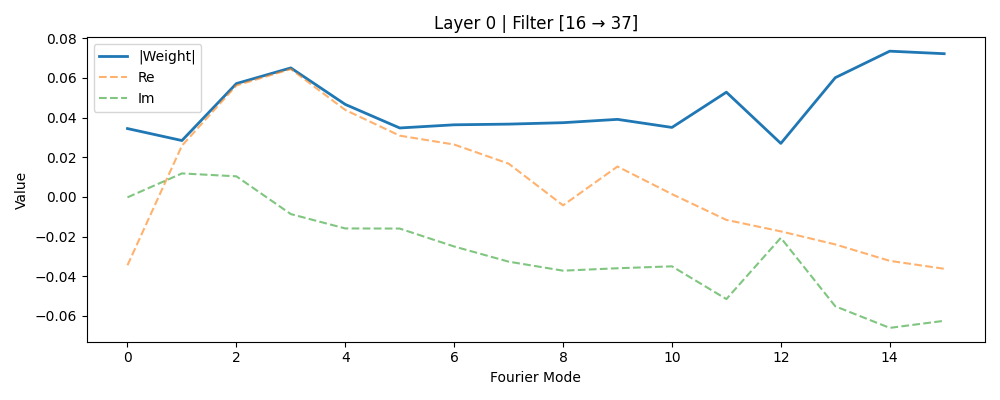 Layer 0 | Filter [16 → 37]
|Weight|
Re
Im
0.08
0.06
0.04
0.02
0.00
−0.02
−0.04
−0.06
Value
0 2 4 6 8 10 12 14
Fourier Mode